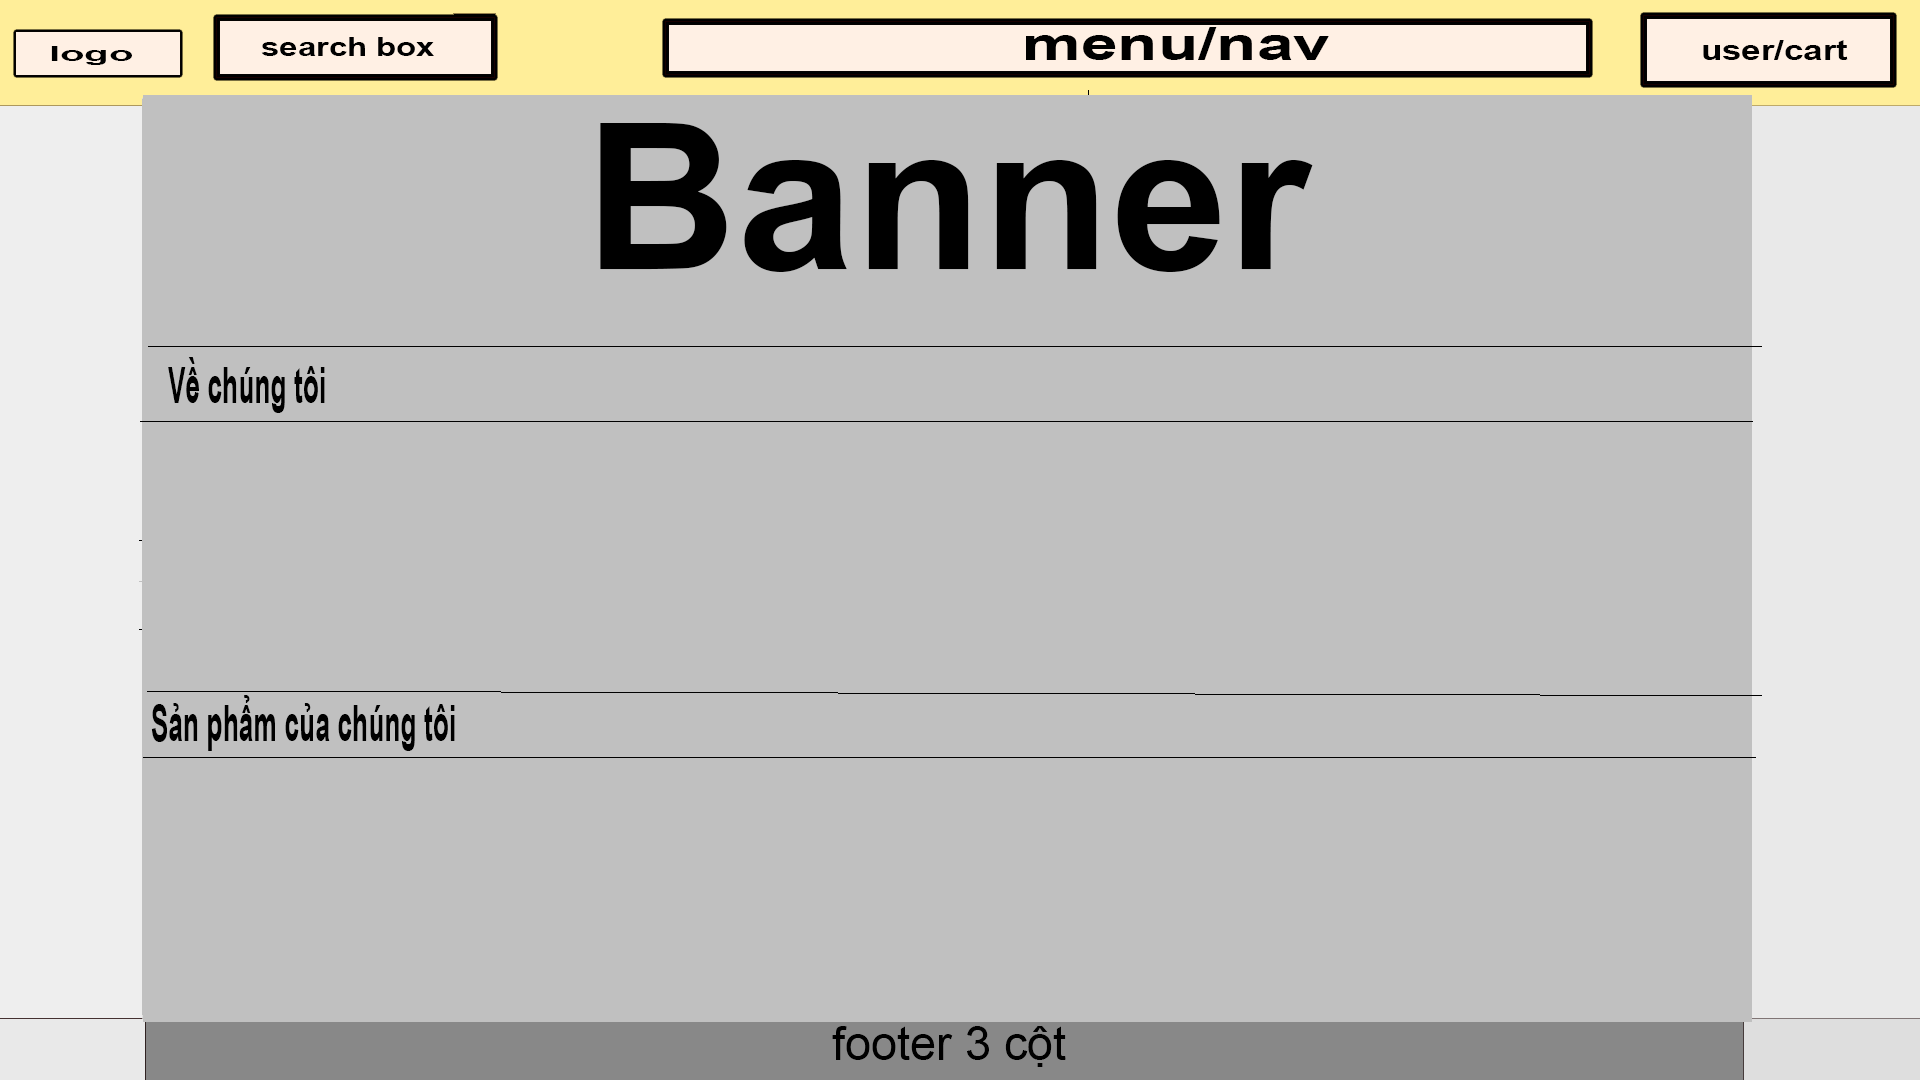 logo
search box
menu/nav
user/cart
Banner
Về chúng tôi
Sản phẩm của chúng tôi
footer 3 cột